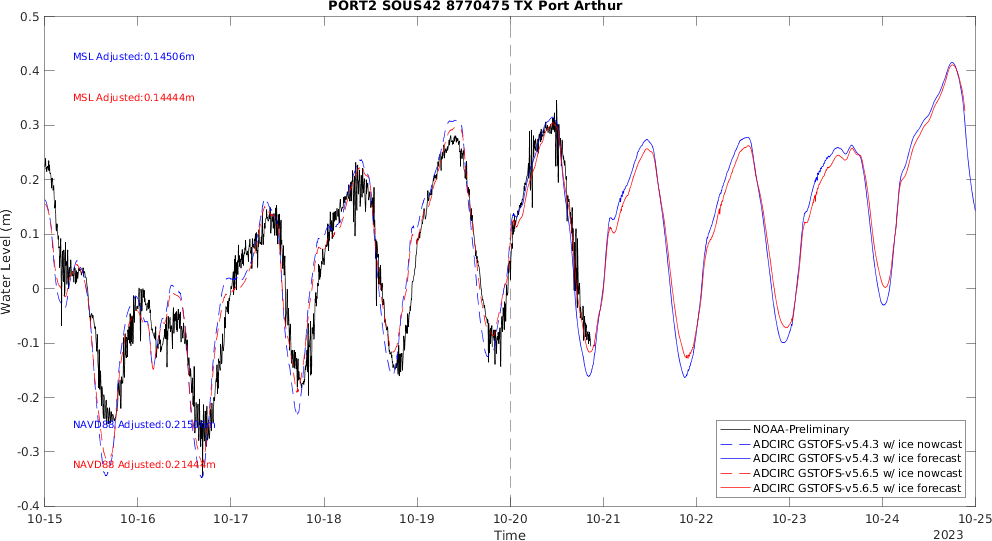 PORT2 SOUS42 8770475 TX Port Arthur
0.5
0.4
0.3
0.2
0.1
0
-0.1
-0.2
-0.3
-0.4
Water Level (m)
MSL Adjusted:0.14506m
MSL Adjusted:0.14444m
NAVD88
NAVD88 Adjusted:0.21444m
NOAA-Preliminary
ADCIRC GSTOFS-v5.4.3 w/ ice nowcast
ADCIRC GSTOFS-v5.4.3 w/ ice forecast
ADCIRC GSTOFS-v5.6.5 w/ ice nowcast
ADCIRC GSTOFS-v5.6.5 w/ ice forecast
10-15 10-16 10-17 10-18 10-19 10-20 10-21 10-22 10-23 10-24 10-25
Time
2023